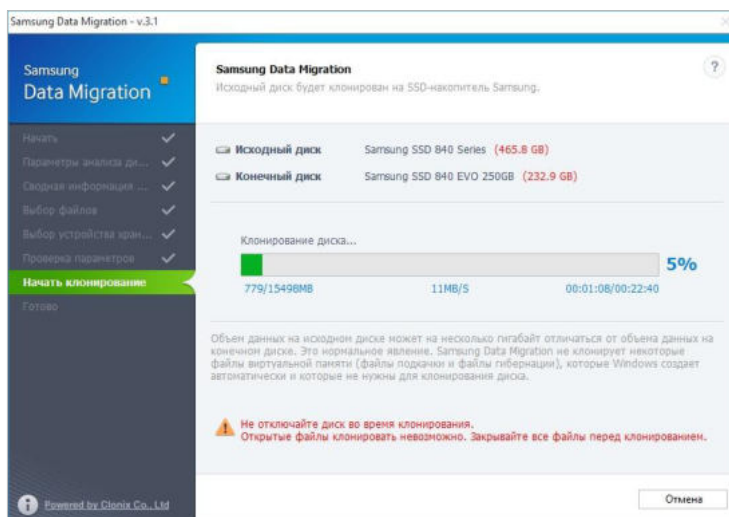 Samsung Data Migration - v.3.1
Samsung
Data Migration
Начать
Параметры анализа ди...
Сводная информация ...
Выбор файлов
Выбор устройства хран...
Проверка параметров
Начать клонирование
Готово
Powered by Clonix Co., Ltd
Samsung Data Migration
?
Исходный диск будет клонирован на SSD-накопитель Samsung.
Исходный диск Samsung SSD 840 Series (465.8 GB)
Конечный диск Samsung SSD 840 EVO 250GB (232.9 GB)
Клонирование диска...
5%
779/15498MB 11MB/S 00:01:08/00:22:40
Объем данных на исходном диске может на несколько гигабайт отличаться от объема данных на
конечном диске. Это нормальное явление. Samsung Data Migration не клонирует некоторые
файлы виртуальной памяти (файлы подкачки и файлы гибернации), которые Windows создает
автоматически и которые не нужны для клонирования диска.
Не отключайте диск во время клонирования.
Открытые файлы клонировать невозможно. Закрывайте все файлы перед клонированием.
Отмена